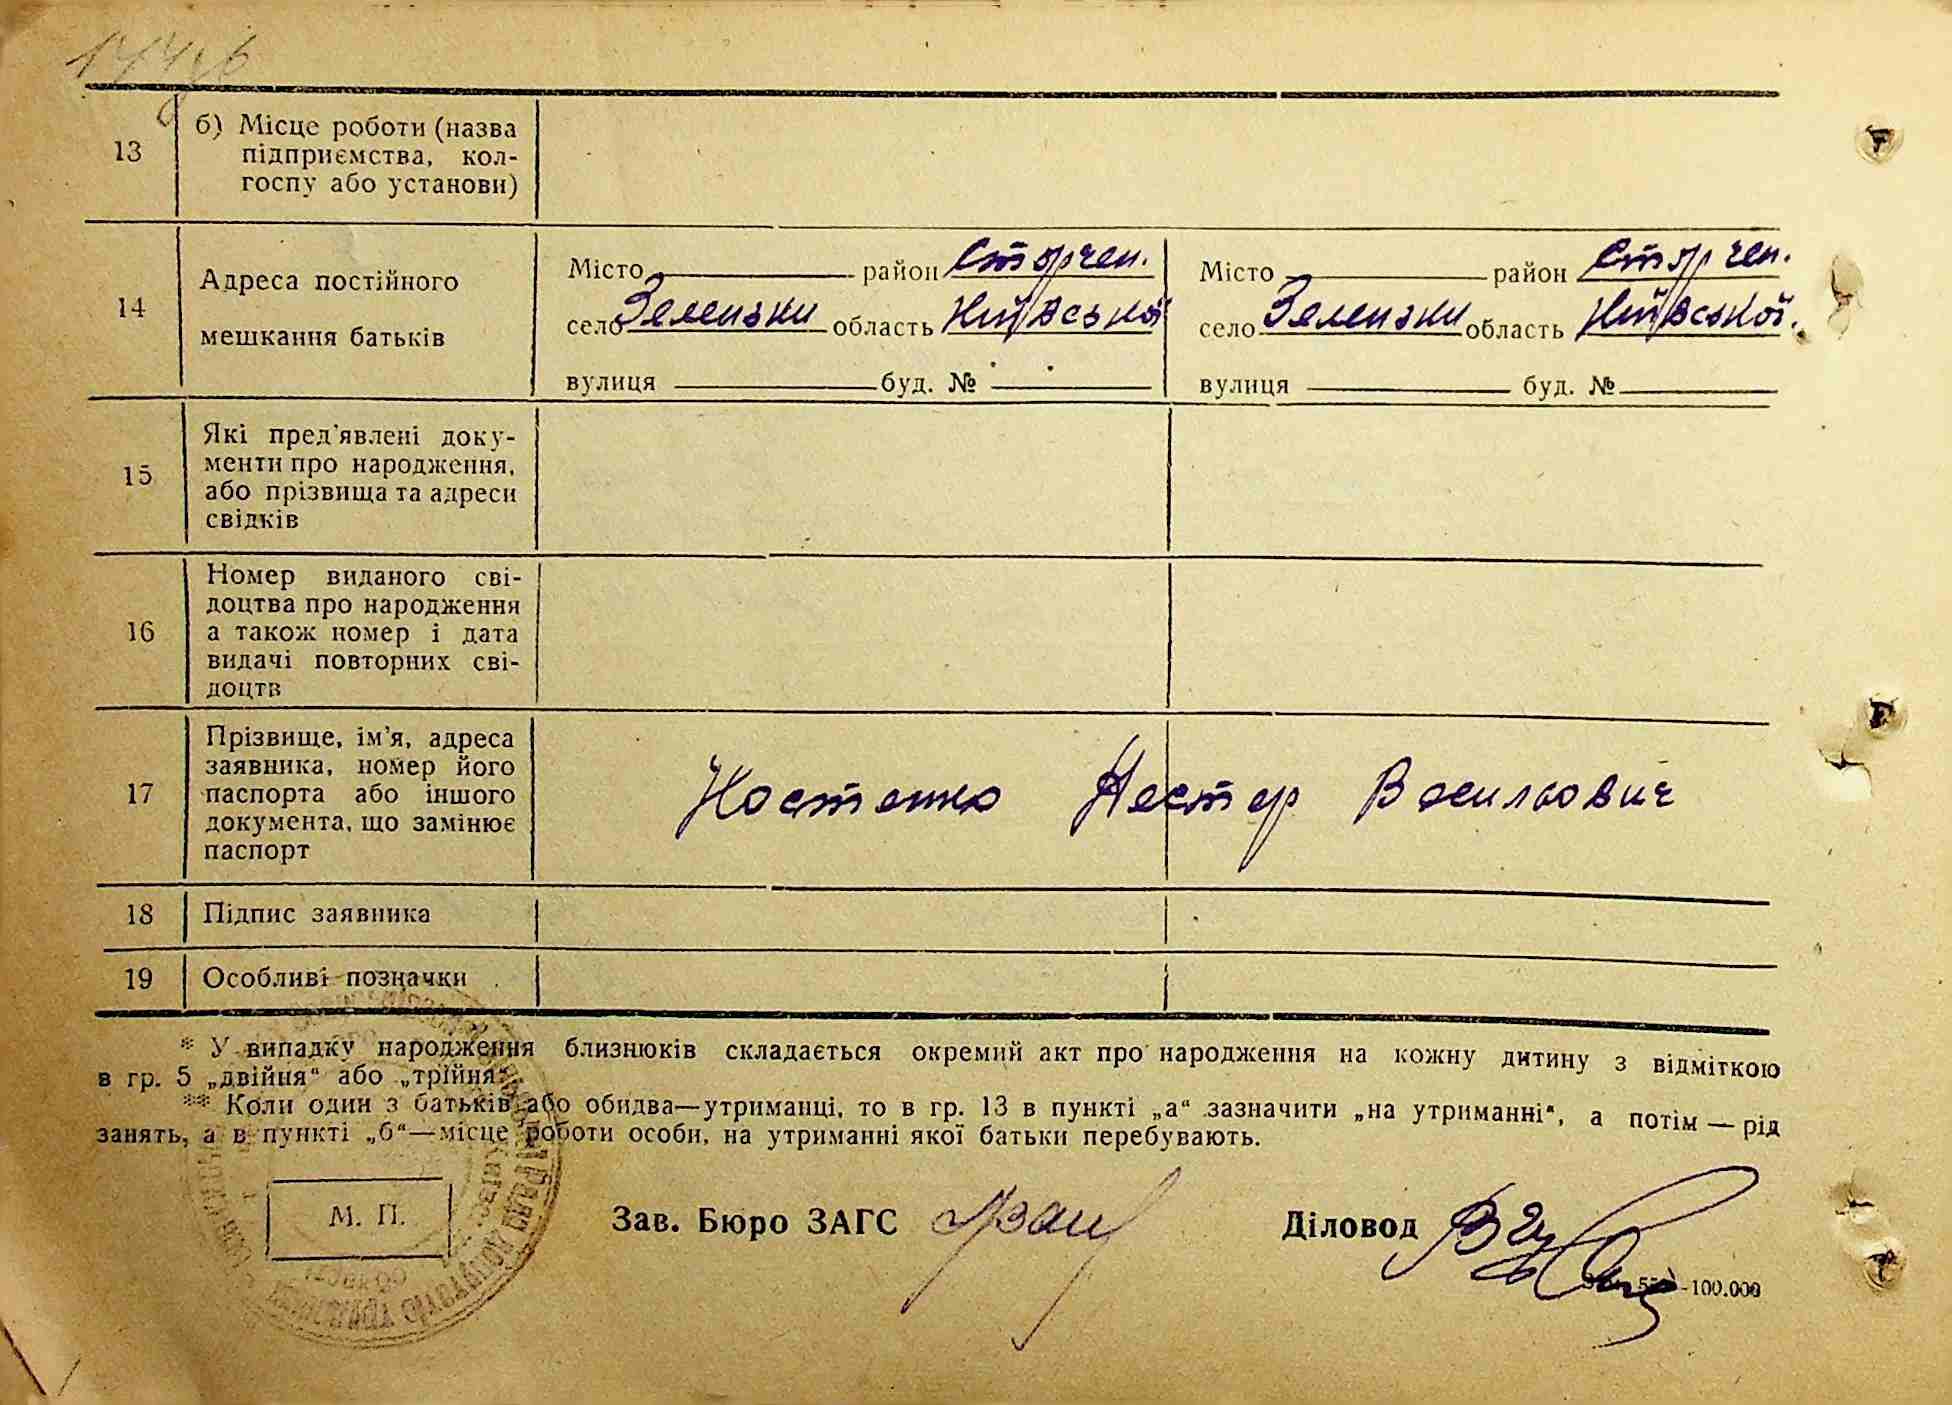 13 б) Місце роботи (назва
підприємства, кол-
госпу або установи)
14 Адреса постійного
мешкання батьків
Місто район Сторчен.
село Зеленьки область Київської
вулиця буд. №
Місто район Сторчен.
село Зеленьки область Київської.
вулиця буд. №
15 Які пред'явлені доку-
менти про народження,
або прізвища та адреси
свідків
16 Номер виданого сві-
доцтва про народження
а також номер і дата
видачі повторних сві-
доцтв
17 Прізвище, ім'я, адреса
заявника, номер його
паспорта або іншого
документа, що замінює
паспорт
Костенко Нестор Васильович
18 Підпис заявника
19 Особливі позначки
* У випадку народження близнюків складається окремий акт про народження на кожну дитину з відміткою
в гр. 5 „двійня“ або „трійня“
** Коли один з батьків або обидва—утриманці, то в гр. 13 в пункті „а“ зазначити „на утриманні“, а потім — рід
занять, а в пункті „б“—місце роботи особи, на утриманні якої батьки перебувають.
М. П.
Зав. Бюро ЗАГС
Діловод
-100.000